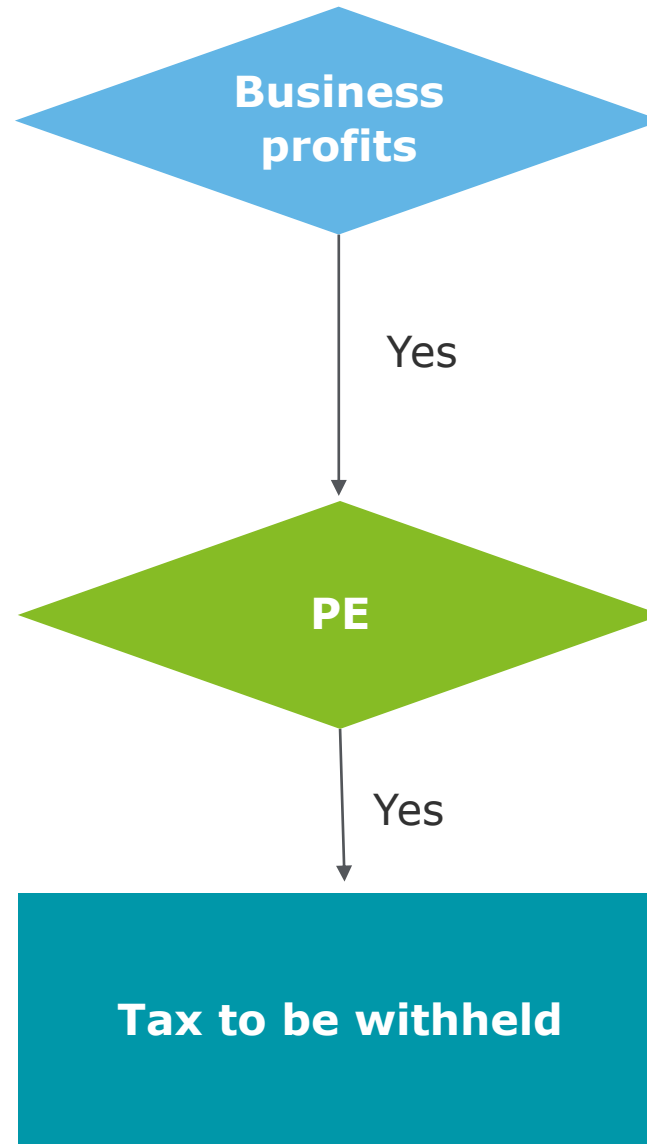 Business
profits
Yes
PE
Yes
Tax to be withheld